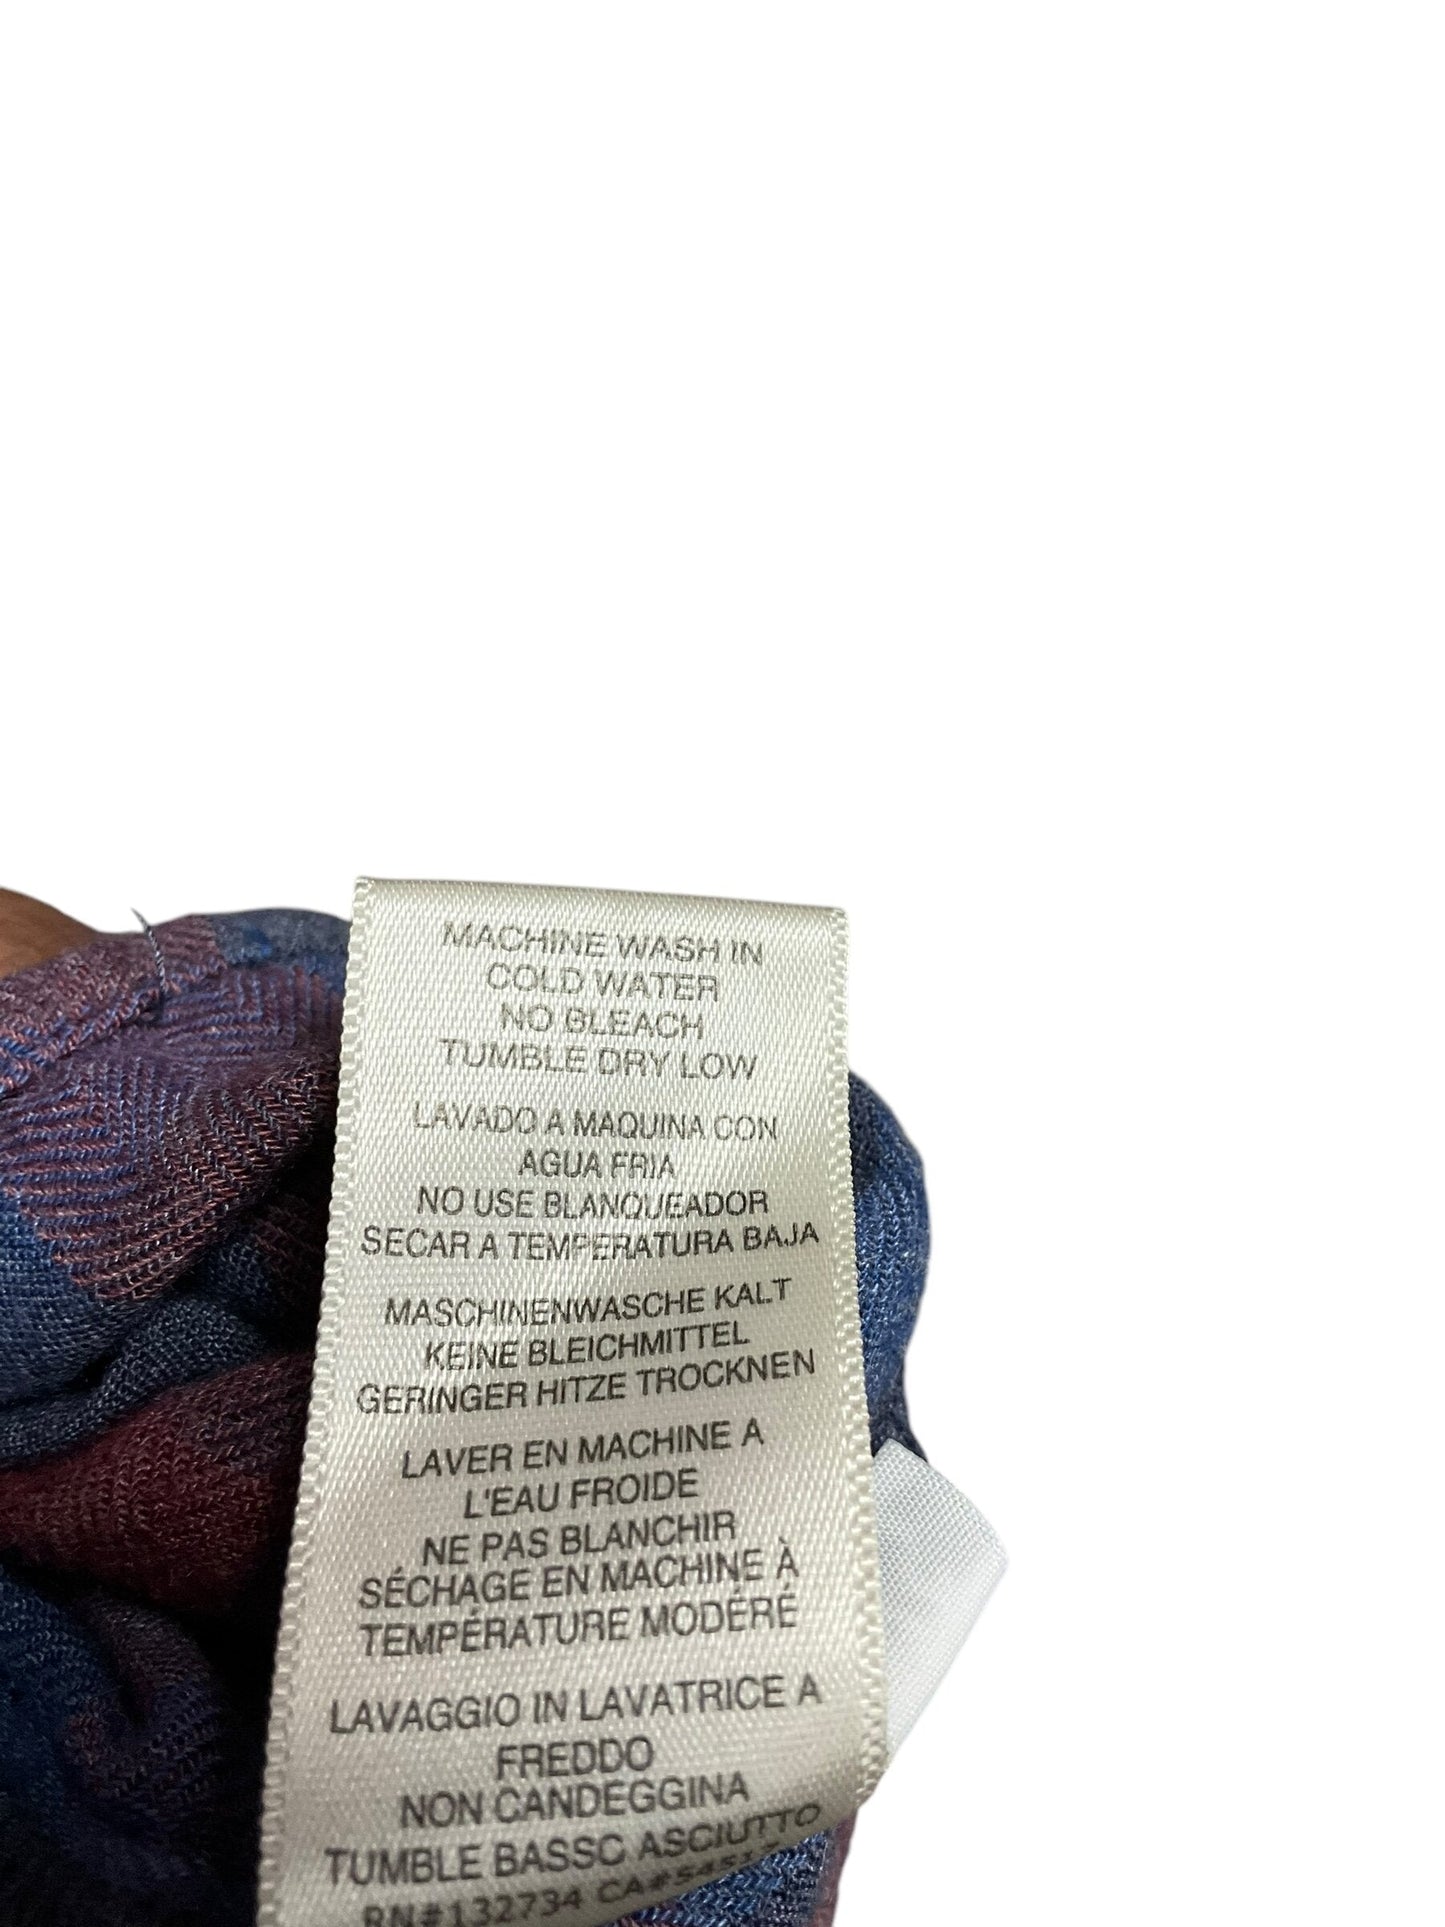 MACHINE WASH IN
COLD WATER
NO BLEACH
TUMBLE DRY LOW
LAVADO A MAQUINA CON
AGUA FRIA
NO USE BLANQUEADOR
SECAR A TEMPERATURA BAJA
MASCHINENWASCHE KALT
KEINE BLEICHMITTEL
GERINGER HITZE TROCKNEN
LAVER EN MACHINE A
L'EAU FROIDE
NE PAS BLANCHIR
SÉCHAGE EN MACHINE À
TEMPÉRATURE MODÉRÉ
LAVAGGIO IN LAVATRICE A
FREDDO
NON CANDEGGINA
TUMBLE BASSC ASCIUTTO
RN#132734